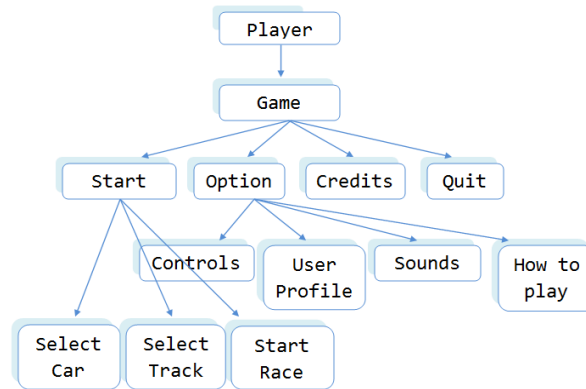 Player
Game
Start
Option
Credits
Quit
Controls
User
Profile
Sounds
How to
play
Select
Car
Select
Track
Start
Race